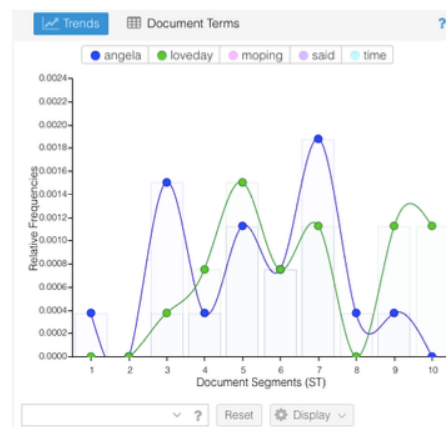 Trends Document Terms ?
angela loveday moping said time
0.0024
0.0022
0.0020
0.0018
0.0016
0.0014
0.0012
0.0010
0.0008
0.0006
0.0004
0.0002
0.0000
Relative Frequencies
1 2 3 4 5 6 7 8 9 10
Document Segments (ST)
? Reset Display